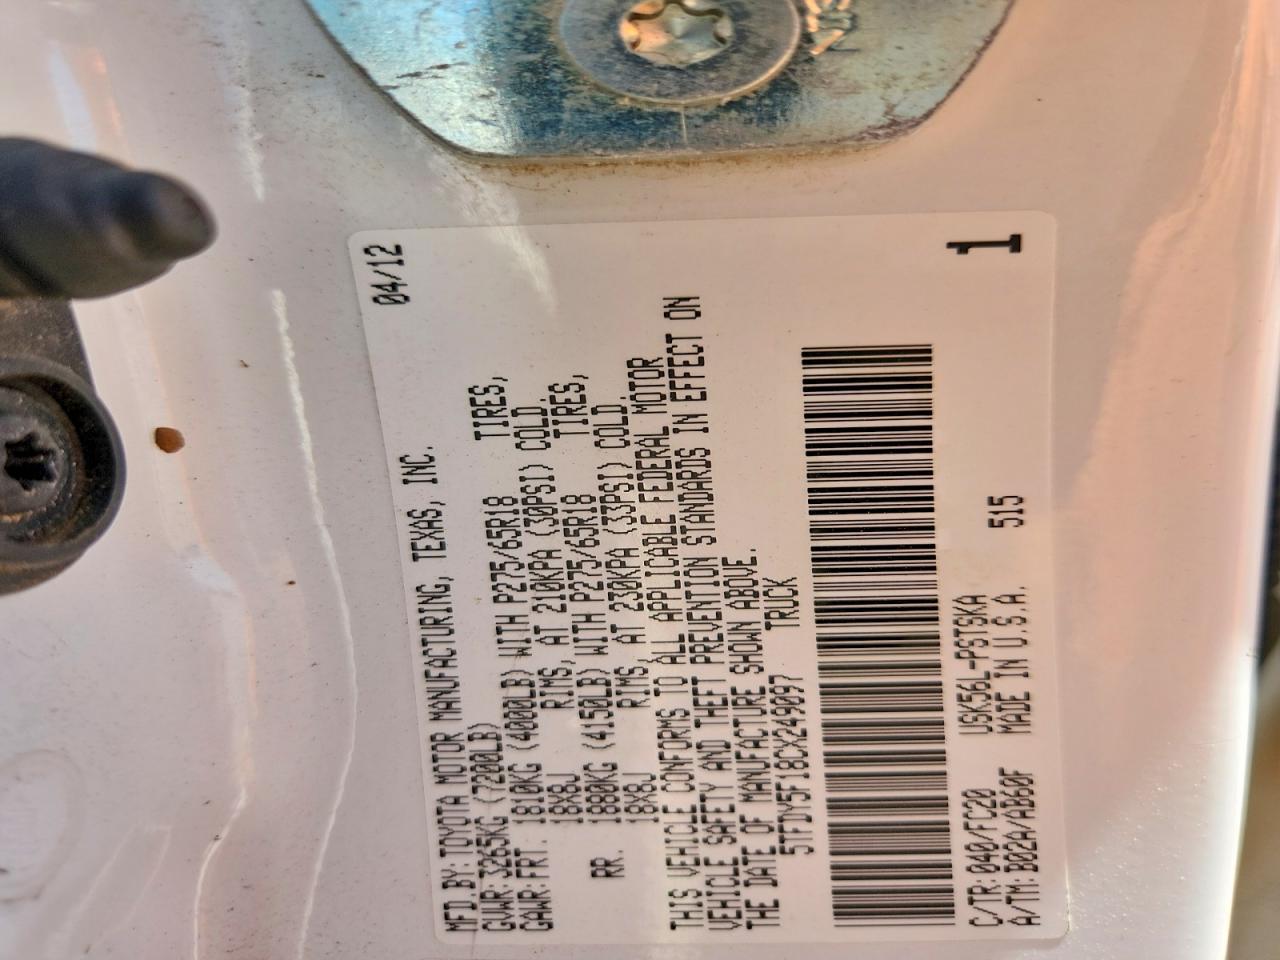 04/12
MFD.BY:TOYOTA MOTOR MANUFACTURING, TEXAS, INC.
GVWR:3265KG (7200LB)
GAWR:FRT. 1810KG (4000LB) WITH P275/65R18 TIRES,
18X8J RIMS, AT 210KPA (30PSI) COLD.
RR. 1880KG (4150LB) WITH P275/65R18 TIRES,
18X8J RIMS, AT 230KPA (33PSI) COLD.
THIS VEHICLE CONFORMS TO ALL APPLICABLE FEDERAL MOTOR
VEHICLE SAFETY AND THEFT PREVENTION STANDARDS IN EFFECT ON
THE DATE OF MANUFACTURE SHOWN ABOVE.
5TFDY5F18CX249097 TRUCK
C/TR:040/FC20 USK56L-PSTSKA 515
A/TM:B02A/AB60F MADE IN U.S.A.
1